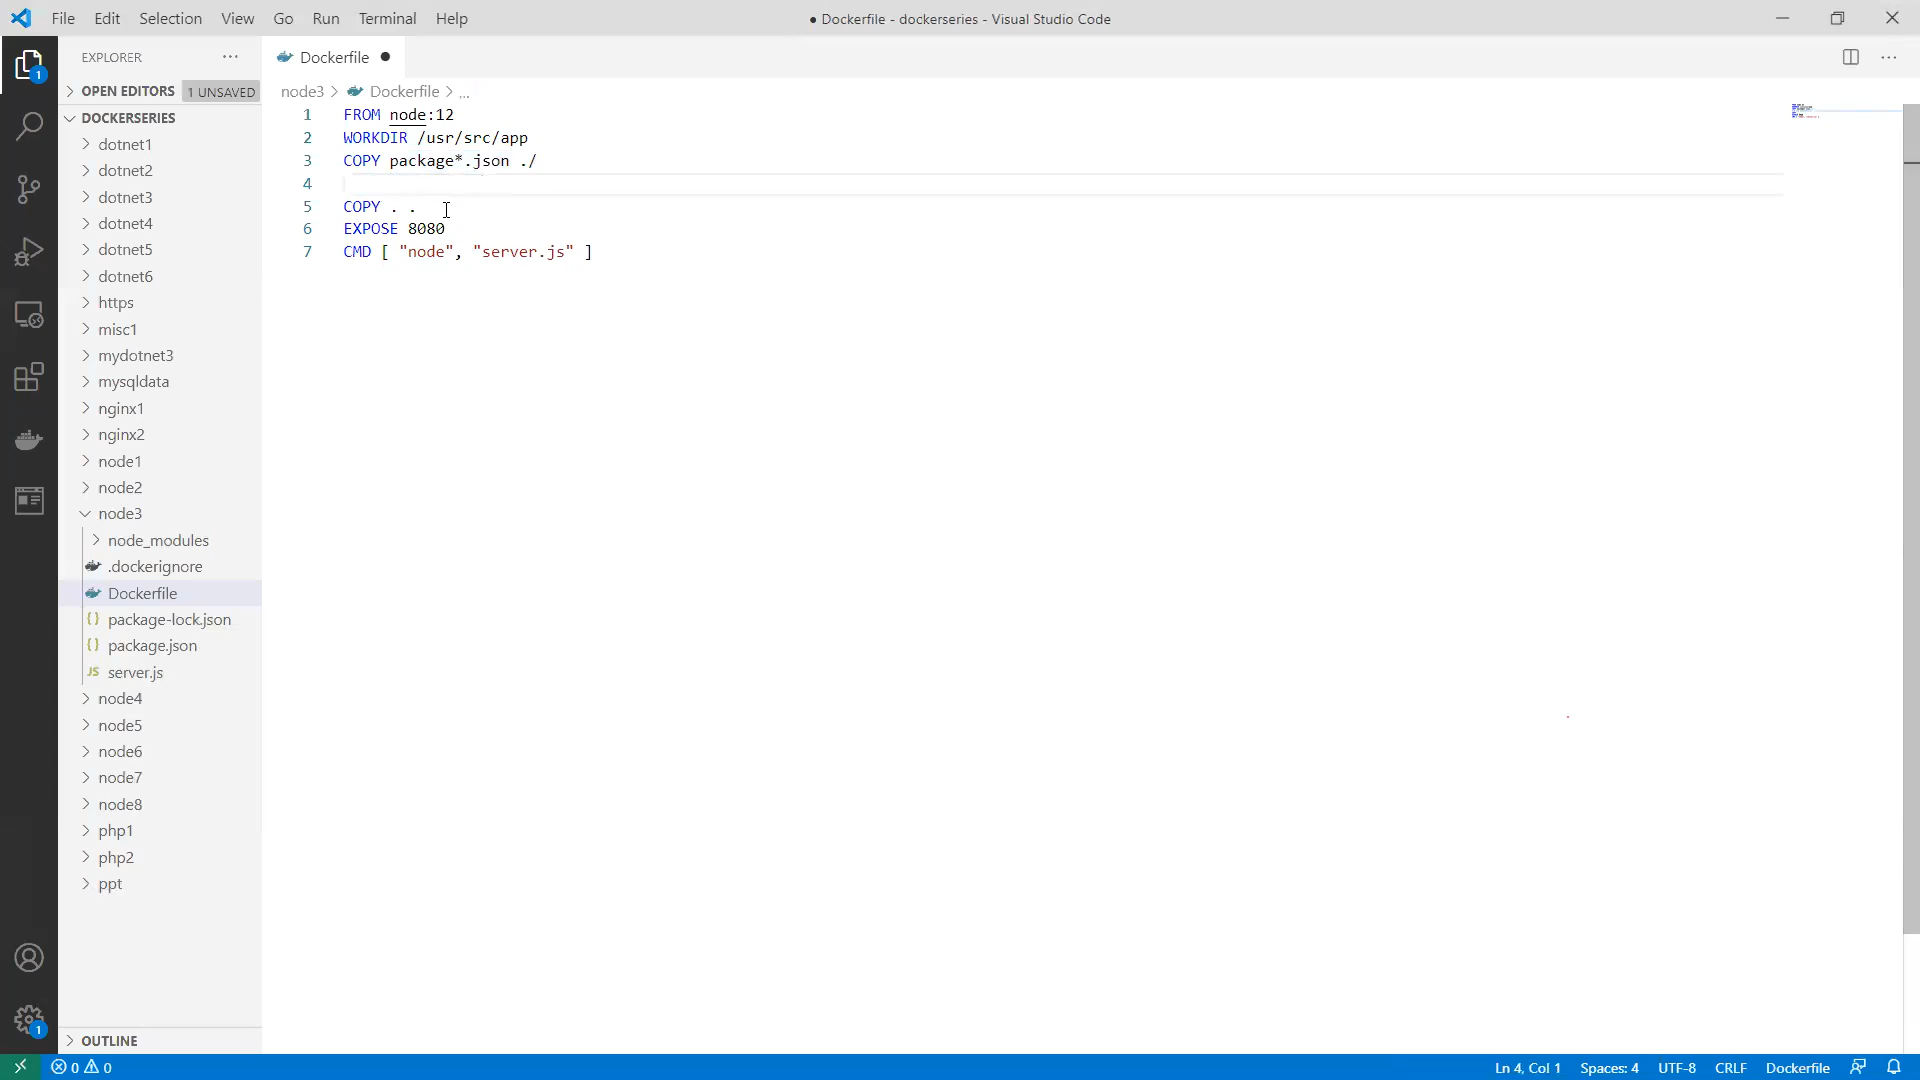 File Edit Selection View Go Run Terminal Help
● Dockerfile - dockerseries - Visual Studio Code
EXPLORER ...
Dockerfile ●
OPEN EDITORS 1 UNSAVED
node3 > Dockerfile > ...
DOCKERSERIES
dotnet1
dotnet2
dotnet3
dotnet4
dotnet5
dotnet6
https
misc1
mydotnet3
mysqldata
nginx1
nginx2
node1
node2
node3
node_modules
.dockerignore
Dockerfile
package-lock.json
package.json
JS server.js
node4
node5
node6
node7
node8
php1
php2
ppt
OUTLINE
1 FROM node:12
2 WORKDIR /usr/src/app
3 COPY package*.json ./
4
5 COPY . .
6 EXPOSE 8080
7 CMD [ "node", "server.js" ]
1
1
0 0
Ln 4, Col 1 Spaces: 4 UTF-8 CRLF Dockerfile